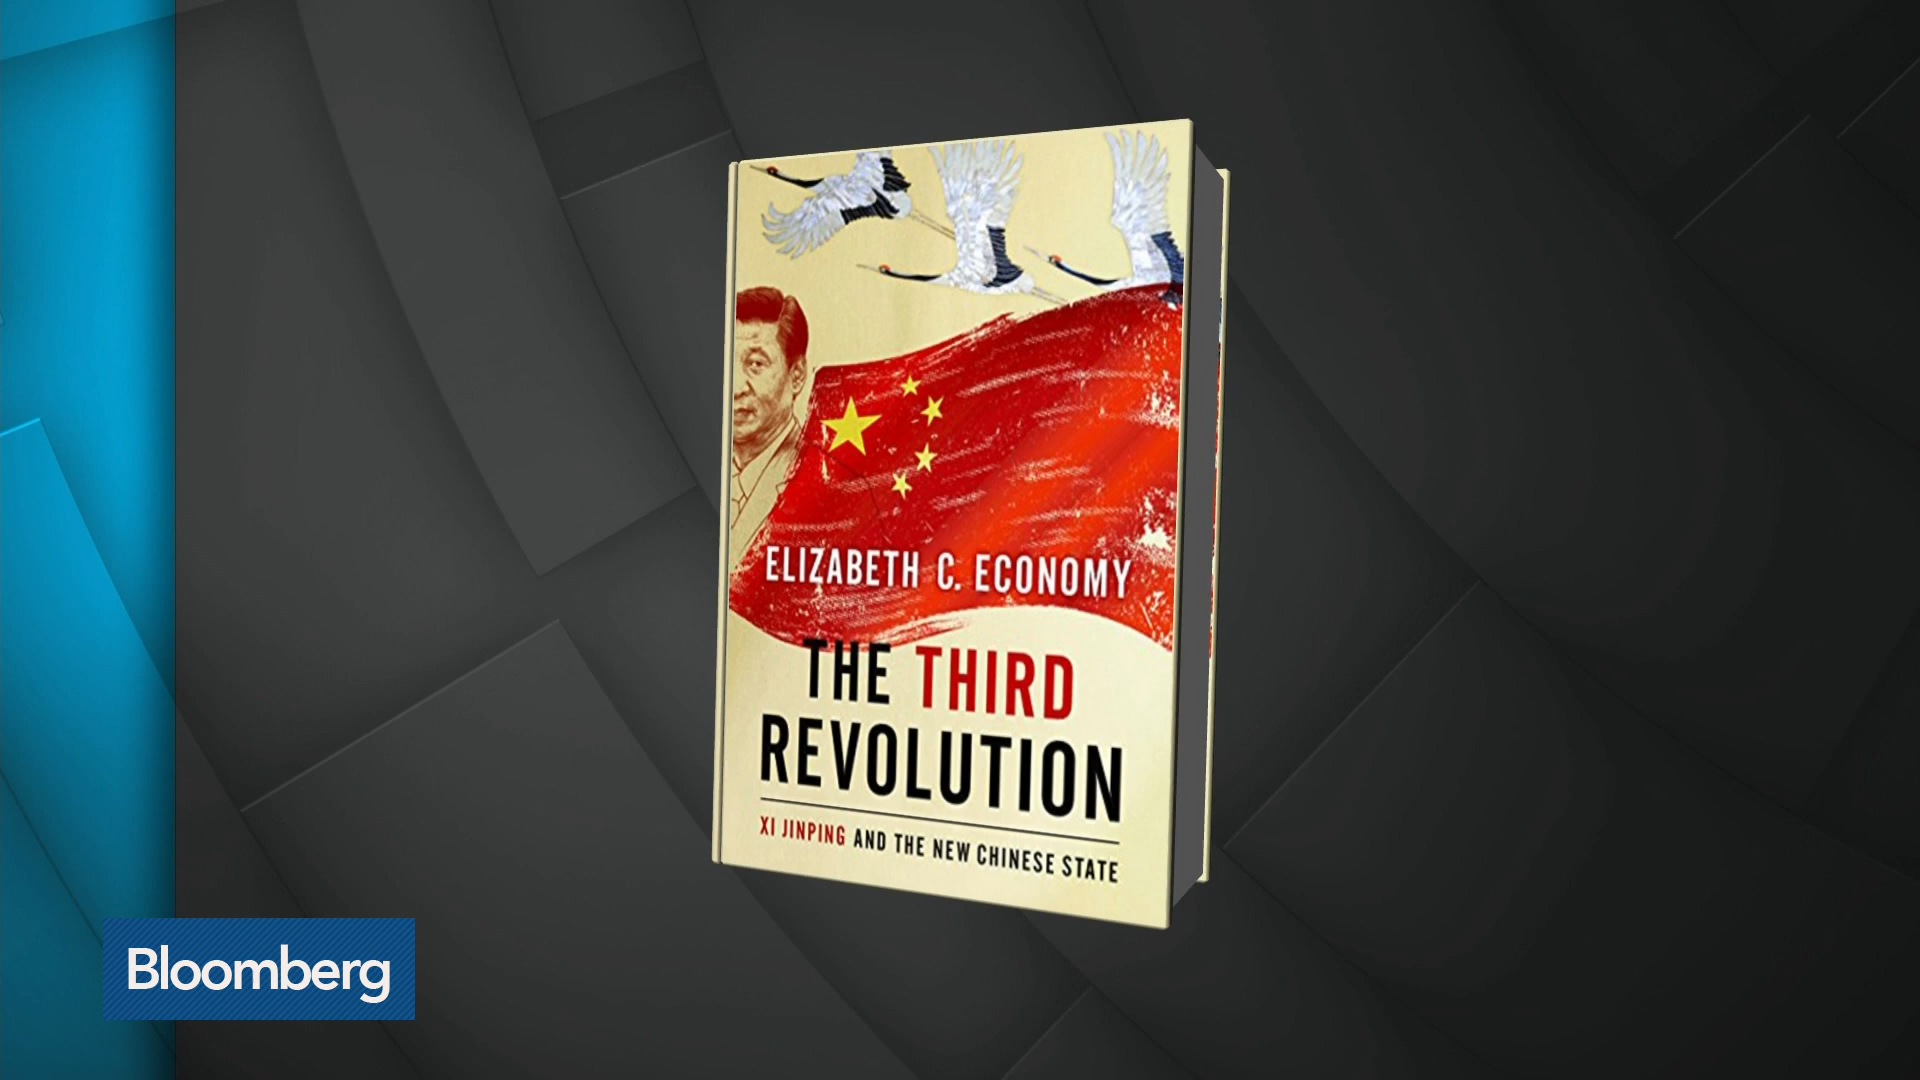 ELIZABETH C. ECONOMY
THE THIRD
REVOLUTION
XI JINPING AND THE NEW CHINESE STATE
Bloomberg